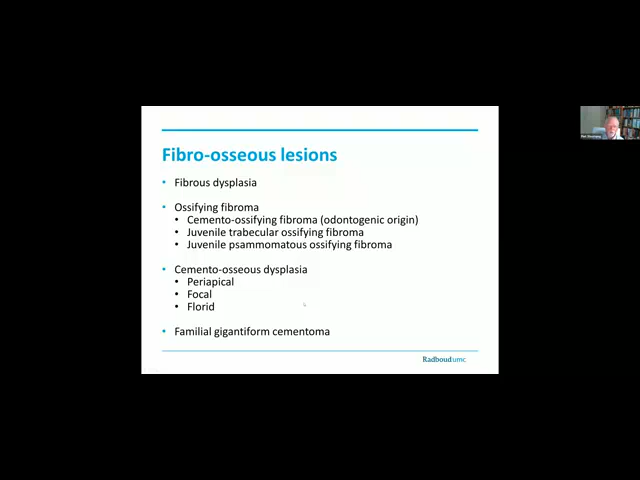 Fibro-osseous lesions
• Fibrous dysplasia
• Ossifying fibroma
• Cemento-ossifying fibroma (odontogenic origin)
• Juvenile trabecular ossifying fibroma
• Juvenile psammomatous ossifying fibroma
• Cemento-osseous dysplasia
• Periapical
• Focal
• Florid
• Familial gigantiform cementoma
Radboudumc